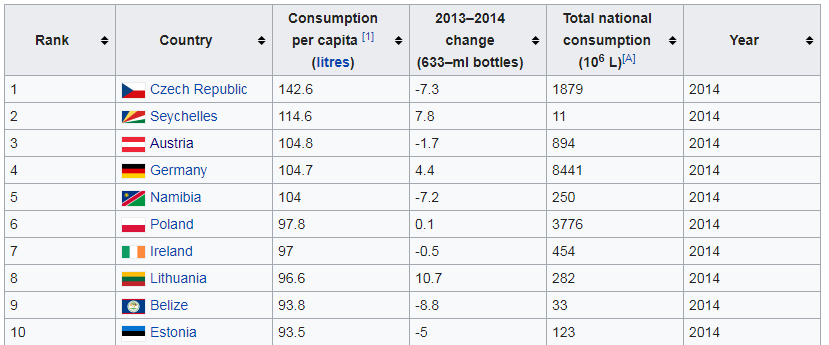 Rank Country Consumption per capita [1] (litres) 2013–2014 change (633–ml bottles) Total national consumption (10⁶ L)[A] Year
1 Czech Republic 142.6 -7.3 1879 2014
2 Seychelles 114.6 7.8 11 2014
3 Austria 104.8 -1.7 894 2014
4 Germany 104.7 4.4 8441 2014
5 Namibia 104 -7.2 250 2014
6 Poland 97.8 0.1 3776 2014
7 Ireland 97 -0.5 454 2014
8 Lithuania 96.6 10.7 282 2014
9 Belize 93.8 -8.8 33 2014
10 Estonia 93.5 -5 123 2014